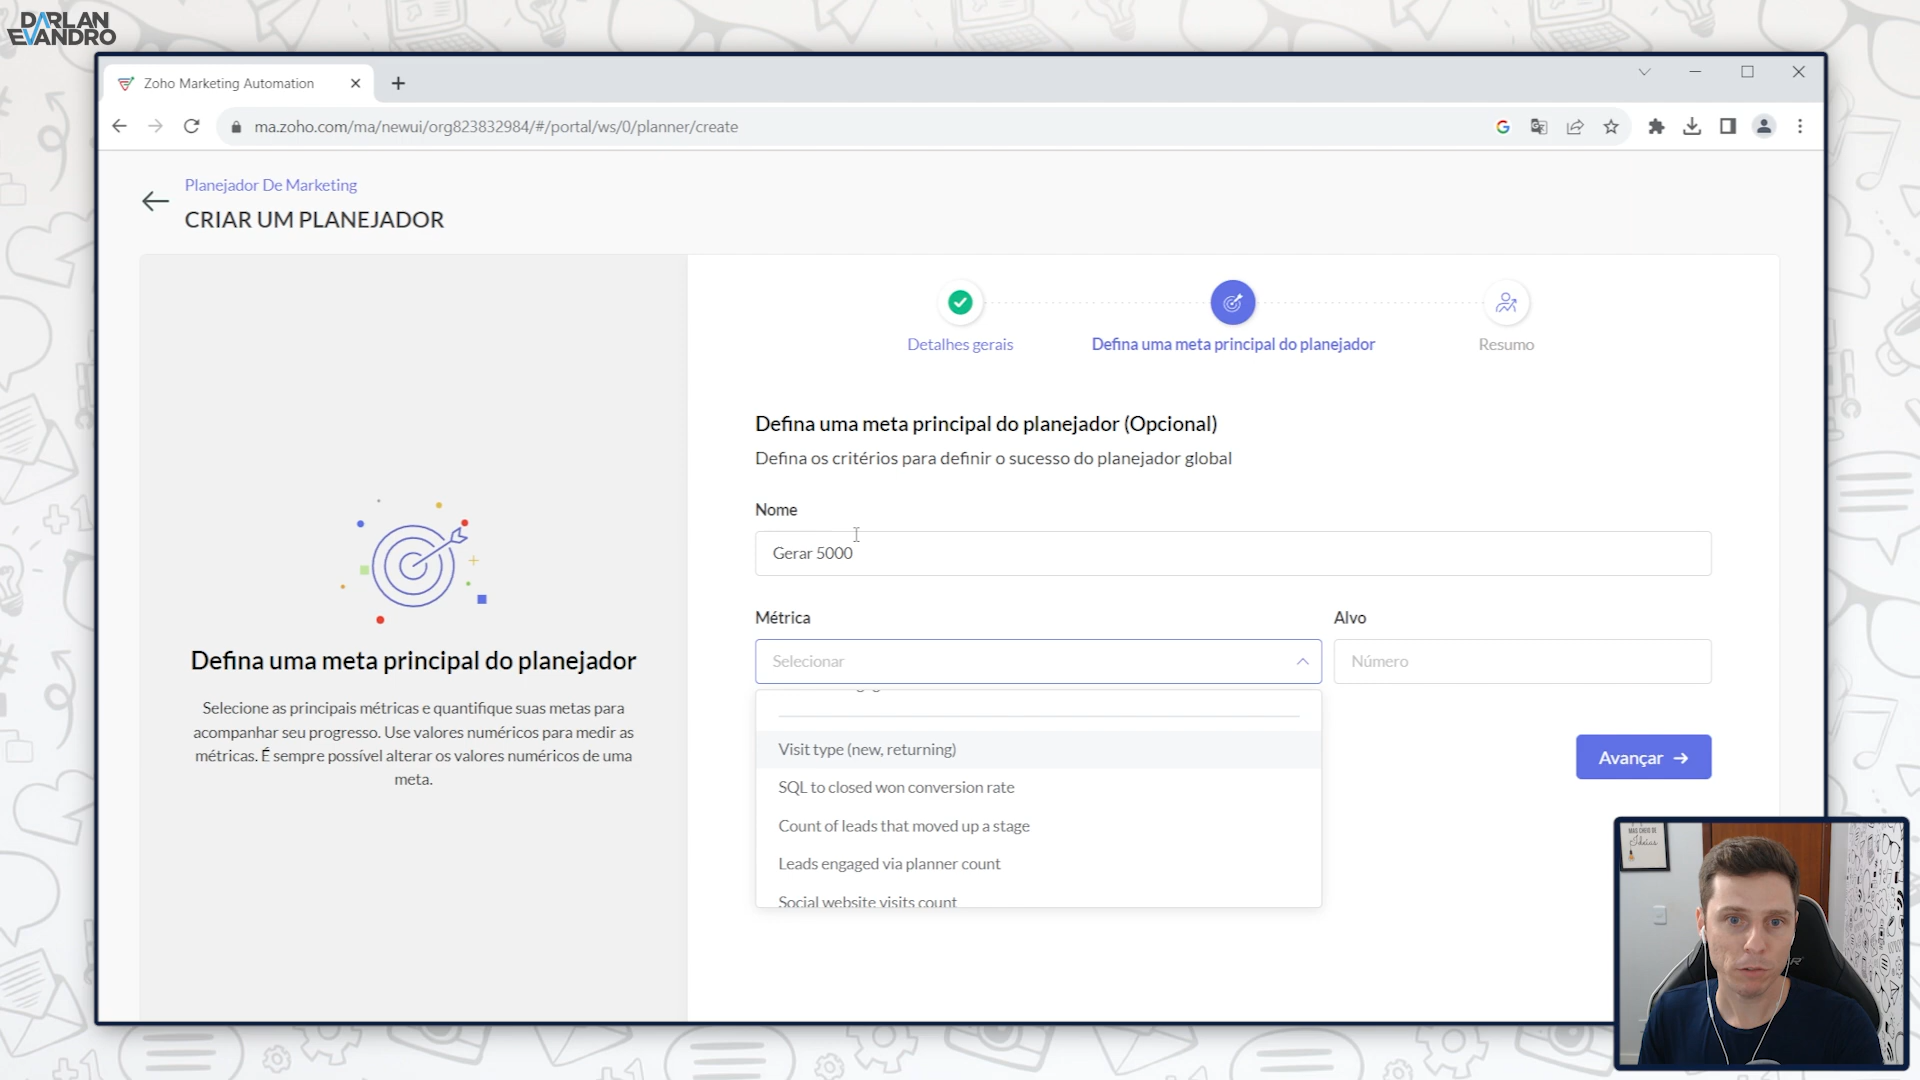 DARLAN
EVANDRO
Zoho Marketing Automation
ma.zoho.com/ma/newui/org823832984/#/portal/ws/0/planner/create
Planejador De Marketing
CRIAR UM PLANEJADOR
Detalhes gerais
Defina uma meta principal do planejador
Resumo
Defina uma meta principal do planejador (Opcional)
Defina os critérios para definir o sucesso do planejador global
Nome
Gerar 5000
Métrica
Alvo
Selecionar
Número
Visit type (new, returning)
SQL to closed won conversion rate
Count of leads that moved up a stage
Leads engaged via planner count
Social website visits count
Avançar
Defina uma meta principal do planejador
Selecione as principais métricas e quantifique suas metas para
acompanhar seu progresso. Use valores numéricos para medir as
métricas. É sempre possível alterar os valores numéricos de uma
meta.
MAIS CHEIO DE
Ideias